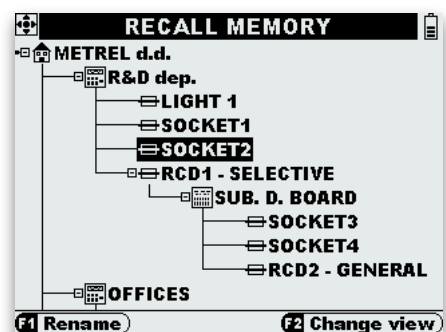 RECALL MEMORY
METREL d.d.
R&D dep.
LIGHT 1
SOCKET1
SOCKET2
RCD1 - SELECTIVE
SUB. D. BOARD
SOCKET3
SOCKET4
RCD2 - GENERAL
OFFICES
F1 Rename F2 Change view